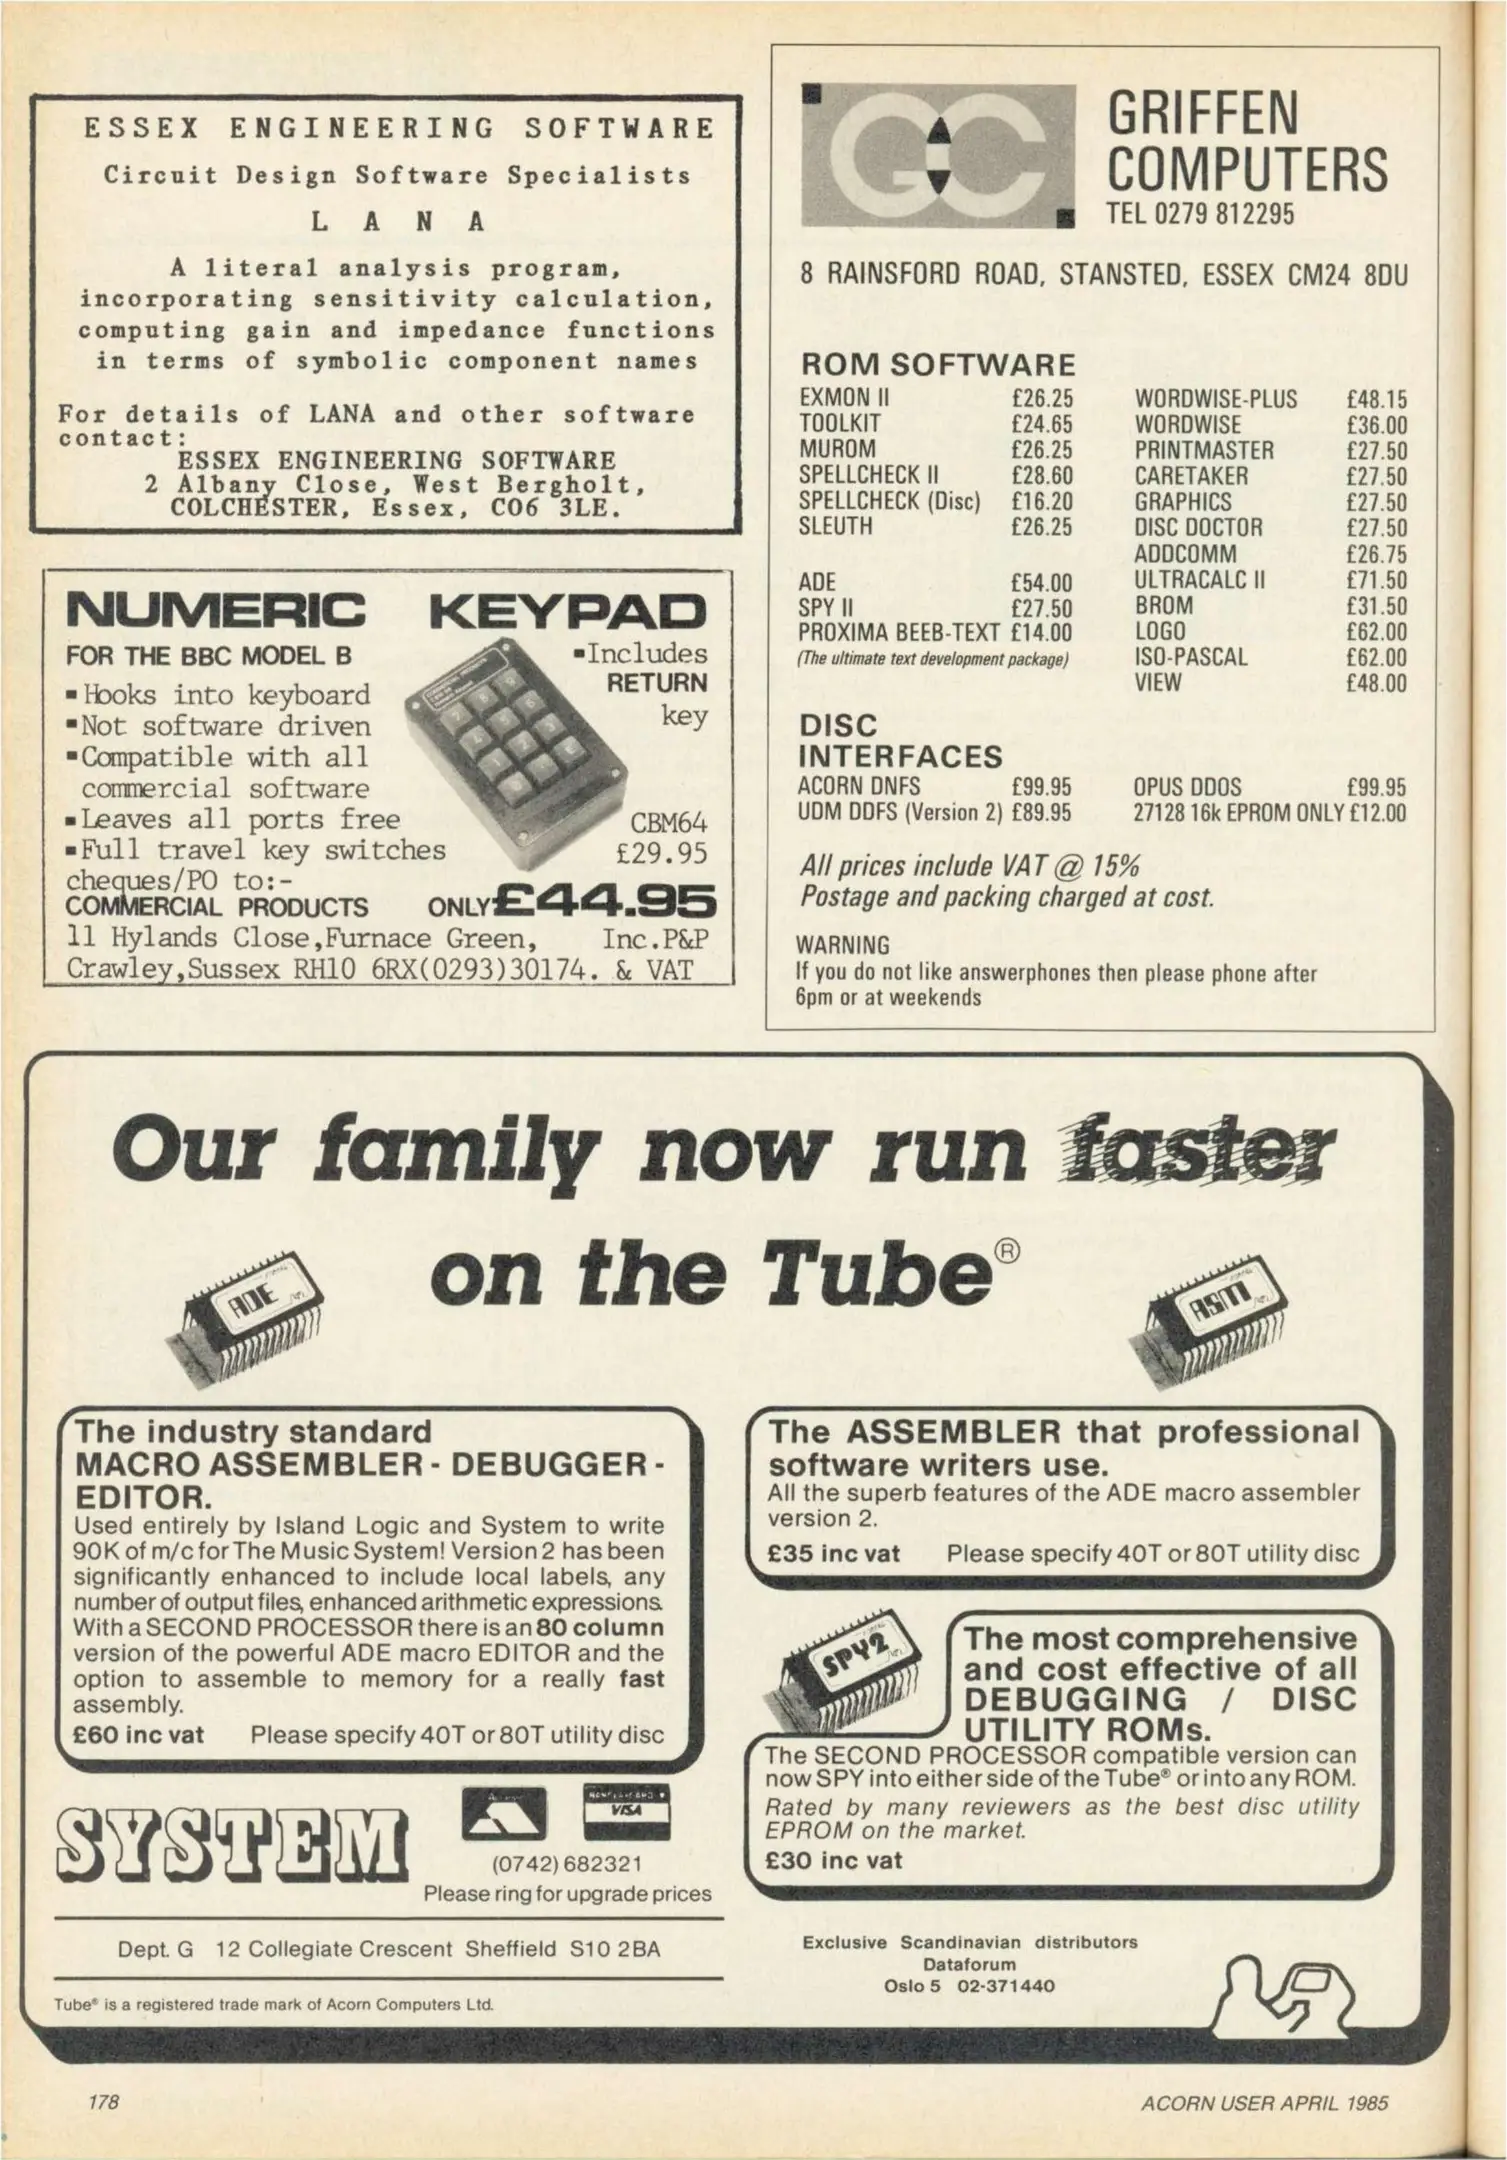 ESSEX ENGINEERING SOFTWARE
Circuit Design Software Specialists
L A N A
A literal analysis program,
incorporating sensitivity calculation,
computing gain and impedance functions
in terms of symbolic component names
For details of LANA and other software
contact:
ESSEX ENGINEERING SOFTWARE
2 Albany Close, West Bergholt,
COLCHESTER, Essex, CO6 3LE.
NUMERIC KEYPAD
FOR THE BBC MODEL B
▪Hooks into keyboard
▪Not software driven
▪Compatible with all
commercial software
▪Leaves all ports free
▪Full travel key switches
▪Includes
RETURN
key
CBM64
£29.95
cheques/PO to:-
COMMERCIAL PRODUCTS ONLY £44.95
11 Hylands Close,Furnace Green, Inc.P&P
Crawley,Sussex RH10 6RX(0293)30174. & VAT
GC
GRIFFEN
COMPUTERS
TEL 0279 812295
8 RAINSFORD ROAD, STANSTED, ESSEX CM24 8DU
ROM SOFTWARE
EXMON II £26.25
TOOLKIT £24.65
MUROM £26.25
SPELLCHECK II £28.60
SPELLCHECK (Disc) £16.20
SLEUTH £26.25
ADE £54.00
SPY II £27.50
PROXIMA BEEB-TEXT £14.00
(The ultimate text development package)
WORDWISE-PLUS £48.15
WORDWISE £36.00
PRINTMASTER £27.50
CARETAKER £27.50
GRAPHICS £27.50
DISC DOCTOR £27.50
ADDCOMM £26.75
ULTRACALC II £71.50
BROM £31.50
LOGO £62.00
ISO-PASCAL £62.00
VIEW £48.00
DISC
INTERFACES
ACORN DNFS £99.95 OPUS DDOS £99.95
UDM DDFS (Version 2) £89.95 27128 16k EPROM ONLY £12.00
All prices include VAT @ 15%
Postage and packing charged at cost.
WARNING
If you do not like answerphones then please phone after
6pm or at weekends
Our family now run faster
on the Tube®
ADE
ASM
The industry standard
MACRO ASSEMBLER - DEBUGGER -
EDITOR.
Used entirely by Island Logic and System to write
90K of m/c for The Music System! Version 2 has been
significantly enhanced to include local labels, any
number of output files, enhanced arithmetic expressions.
With a SECOND PROCESSOR there is an 80 column
version of the powerful ADE macro EDITOR and the
option to assemble to memory for a really fast
assembly.
£60 inc vat Please specify 40T or 80T utility disc
The ASSEMBLER that professional
software writers use.
All the superb features of the ADE macro assembler
version 2.
£35 inc vat Please specify 40T or 80T utility disc
SPY2
The most comprehensive
and cost effective of all
DEBUGGING / DISC
UTILITY ROMs.
The SECOND PROCESSOR compatible version can
now SPY into either side of the Tube® or into any ROM.
Rated by many reviewers as the best disc utility
EPROM on the market.
£30 inc vat
SYSTEM
VISA
(0742) 682321
Please ring for upgrade prices
Dept. G 12 Collegiate Crescent Sheffield S10 2BA
Tube® is a registered trade mark of Acorn Computers Ltd.
Exclusive Scandinavian distributors
Dataforum
Oslo 5 02-371440
178
ACORN USER APRIL 1985